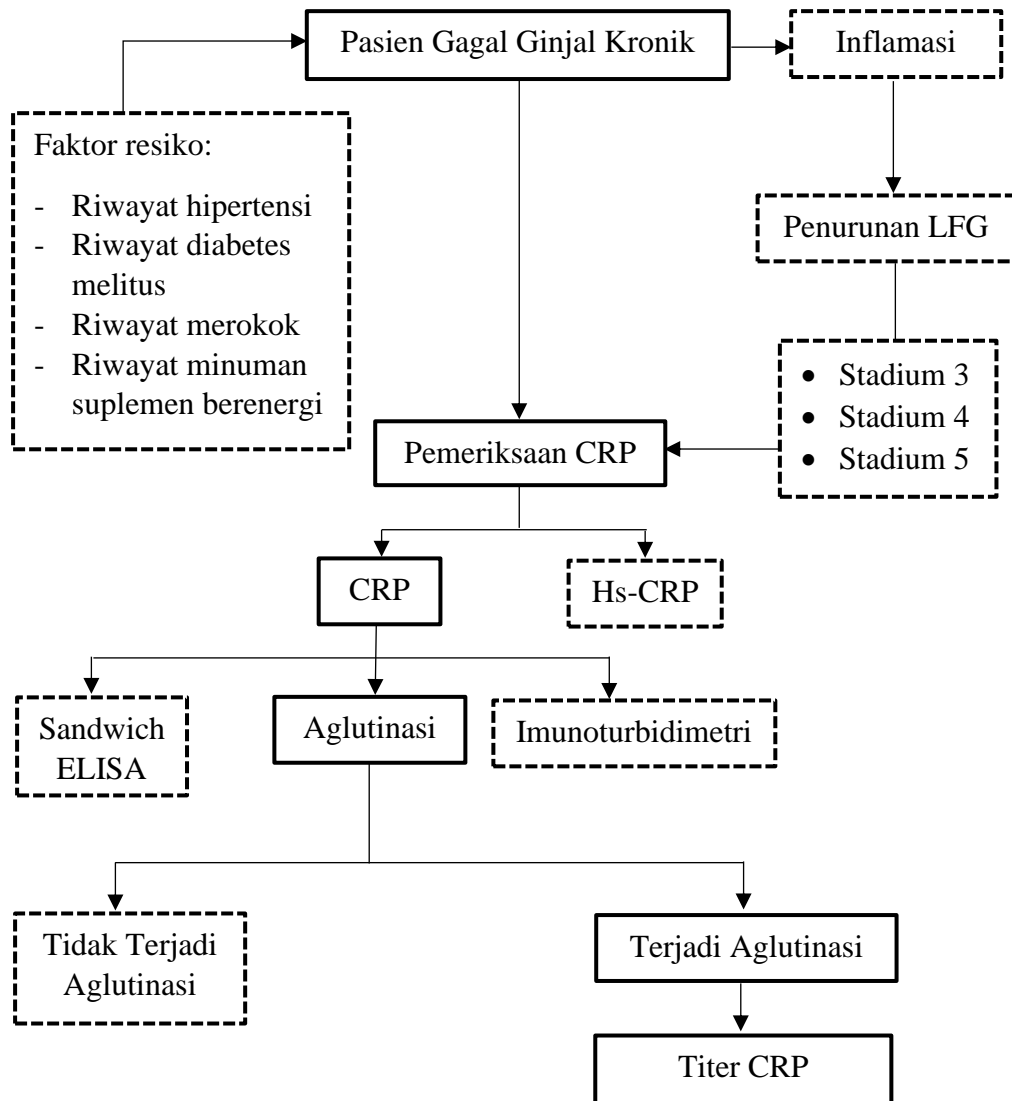 Pasien Gagal Ginjal Kronik
Inflamasi
Faktor resiko:
- Riwayat hipertensi
- Riwayat diabetes
melitus
- Riwayat merokok
- Riwayat minuman
suplemen berenergi
Penurunan LFG
• Stadium 3
• Stadium 4
• Stadium 5
Pemeriksaan CRP
CRP
Hs-CRP
Sandwich
ELISA
Aglutinasi
Imunoturbidimetri
Tidak Terjadi
Aglutinasi
Terjadi Aglutinasi
Titer CRP